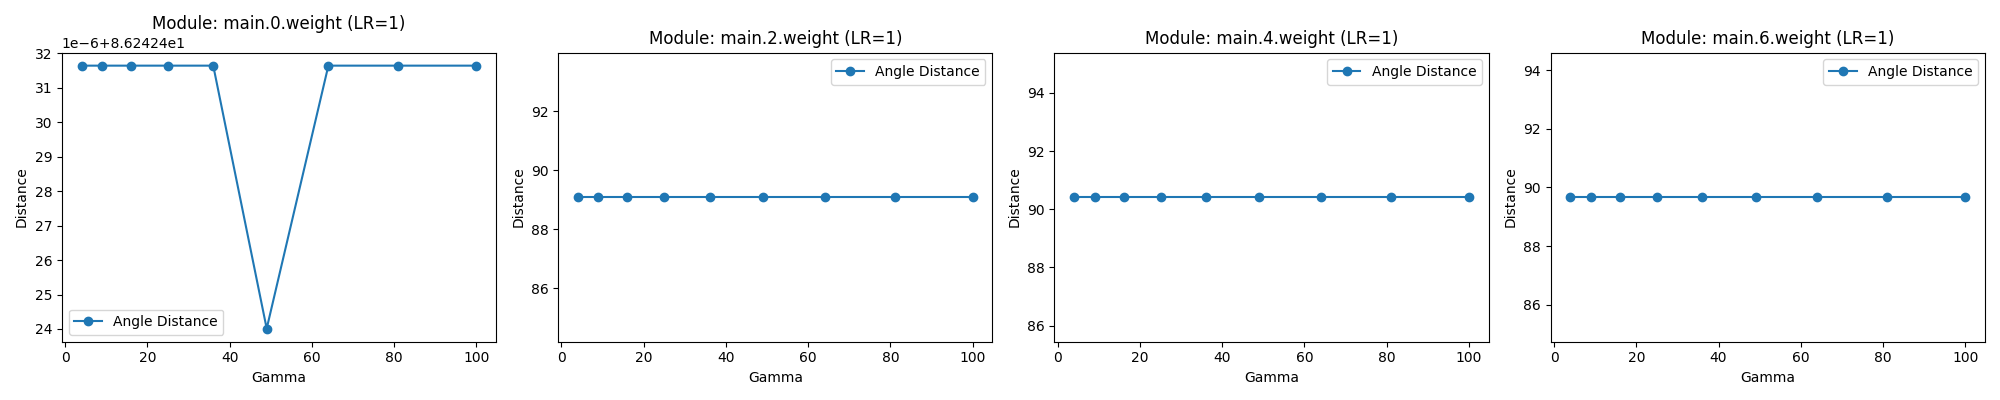 Module: main.0.weight (LR=1)
1e−6+8.62424e1
32
31
30
29
28
27
26
25
24
Distance
Angle Distance
0 20 40 60 80 100
Gamma
Module: main.2.weight (LR=1)
Angle Distance
92
90
88
86
Distance
0 20 40 60 80 100
Gamma
Module: main.4.weight (LR=1)
Angle Distance
94
92
90
88
86
Distance
0 20 40 60 80 100
Gamma
Module: main.6.weight (LR=1)
Angle Distance
94
92
90
88
86
Distance
0 20 40 60 80 100
Gamma